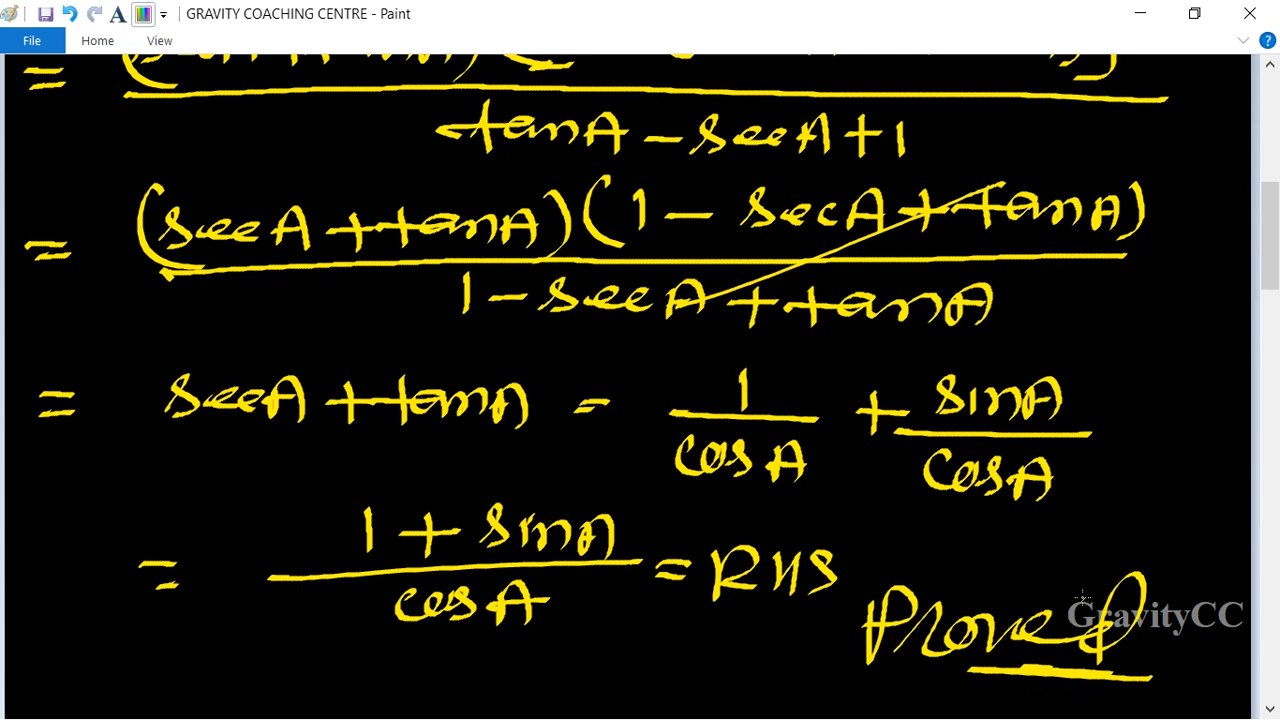 GRAVITY COACHING CENTRE - Paint
File Home View
=
tanA - secA + 1
= (secA + tanA) (1 - secA + tanA)
1 - secA + tanA
= secA + tanA = 1/cosA + sinA/cosA
= 1 + sinA/cosA = RHS
Proved
GravityCC